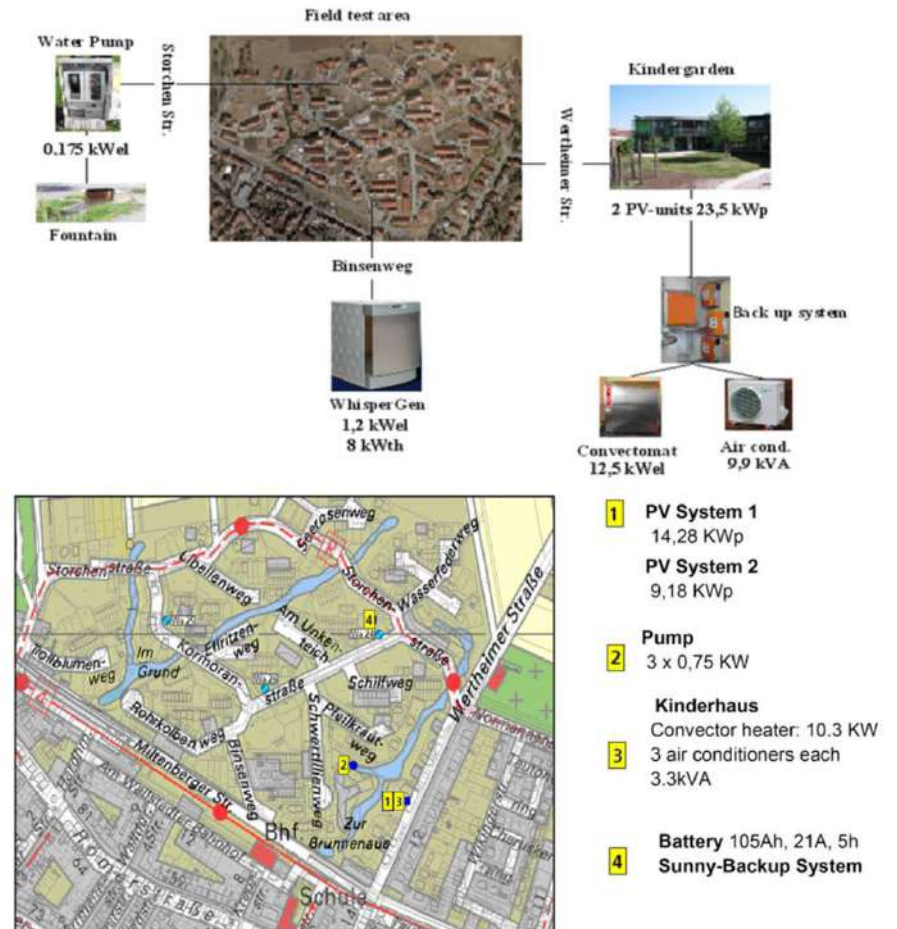 Field test area
Water Pump
Storchen Str.
Kindergarden
Wertheimer Str.
0,175 kWel
2 PV-units 23,5 kWp
Fountain
Binsenweg
Back up system
WhisperGen
1,2 kWel
8 kWth
Convectomat
12,5 kWel
Air cond.
9,9 kVA
Seerosenweg
Storchenstraße
Libellenweg
Storchen-
Wasserfederweg
Wertheimer Straße
4
Am Unken-
teich
Ellritzen-
weg
straße
Trollblumen-
weg
Im
Grund
Kormoran-
straße
Schilfweg
Rohrkolbenweg
Binsenweg
Schwertlilienweg
Pfeilkraut-
weg
2
1 3
Miltenberger Str.
Zur
Brunnenaue
Bhf
Schule
1 PV System 1
14,28 KWp
PV System 2
9,18 KWp
2 Pump
3 x 0,75 KW
Kinderhaus
Convector heater: 10.3 KW
3 3 air conditioners each
3.3kVA
4 Battery 105Ah, 21A, 5h
Sunny-Backup System